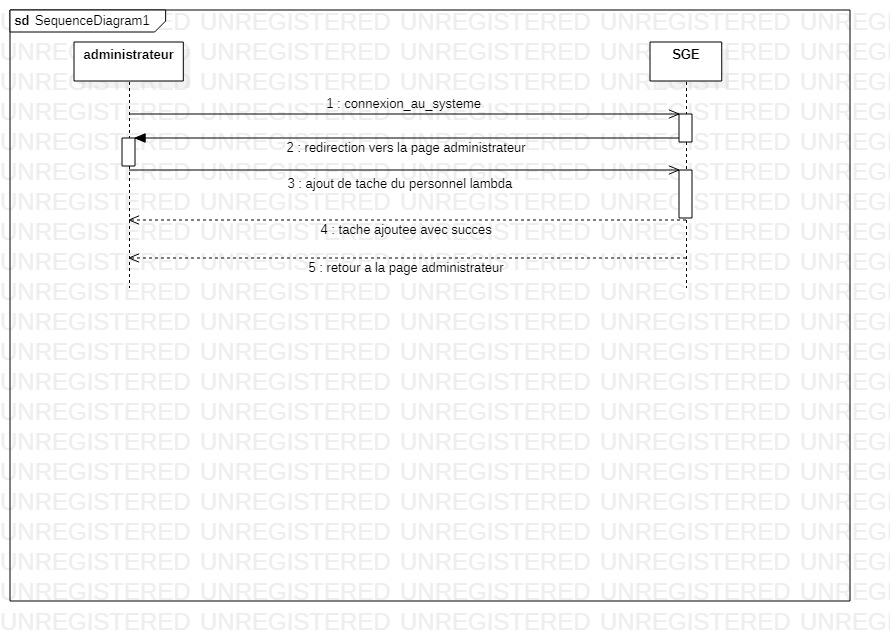 sd SequenceDiagram1
administrateur
SGE
1 : connexion_au_systeme
2 : redirection vers la page administrateur
3 : ajout de tache du personnel lambda
4 : tache ajoutee avec succes
5 : retour a la page administrateur
UNREGISTERED UNREGISTERED UNREGISTERED UNREGISTERED